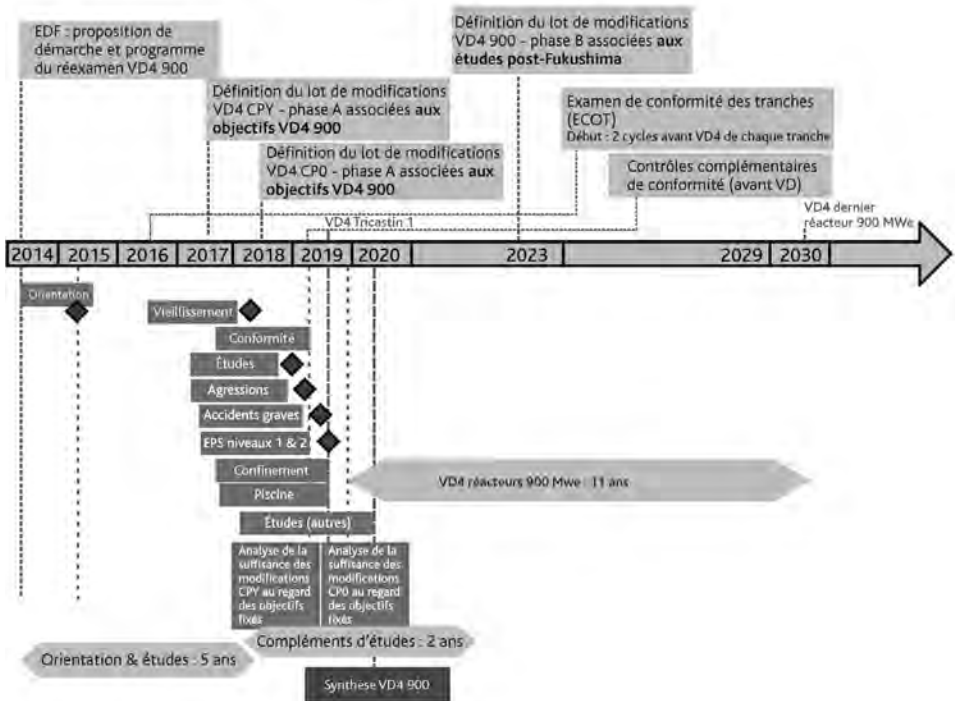 EDF : proposition de
démarche et programme
du réexamen VD4 900
Définition du lot de modifications
VD4 900 – phase B associées aux
études post-Fukushima
Définition du lot de modifications
VD4 CPY – phase A associées aux
objectifs VD4 900
Examen de conformité des tranches
(ECOT)
Début : 2 cycles avant VD4 de chaque tranche
Définition du lot de modifications
VD4 CP0 – phase A associées aux
objectifs VD4 900
Contrôles complémentaires
de conformité (avant VD)
VD4 Tricastin 1
VD4 dernier
réacteur 900 MWe
2014 2015 2016 2017 2018 2019 2020 2023 2029 2030
Orientation
Vieillissement
Conformité
Études
Agressions
Accidents graves
EPS niveaux 1 & 2
Confinement
VD4 réacteurs 900 Mwe : 11 ans
Piscine
Études (autres)
Analyse de la
suffisance des
modifications
CPY au regard
des objectifs
fixés
Analyse de la
suffisance des
modifications
CP0 au regard
des objectifs
fixés
Compléments d'études : 2 ans
Orientation & études : 5 ans
Synthèse VD4 900